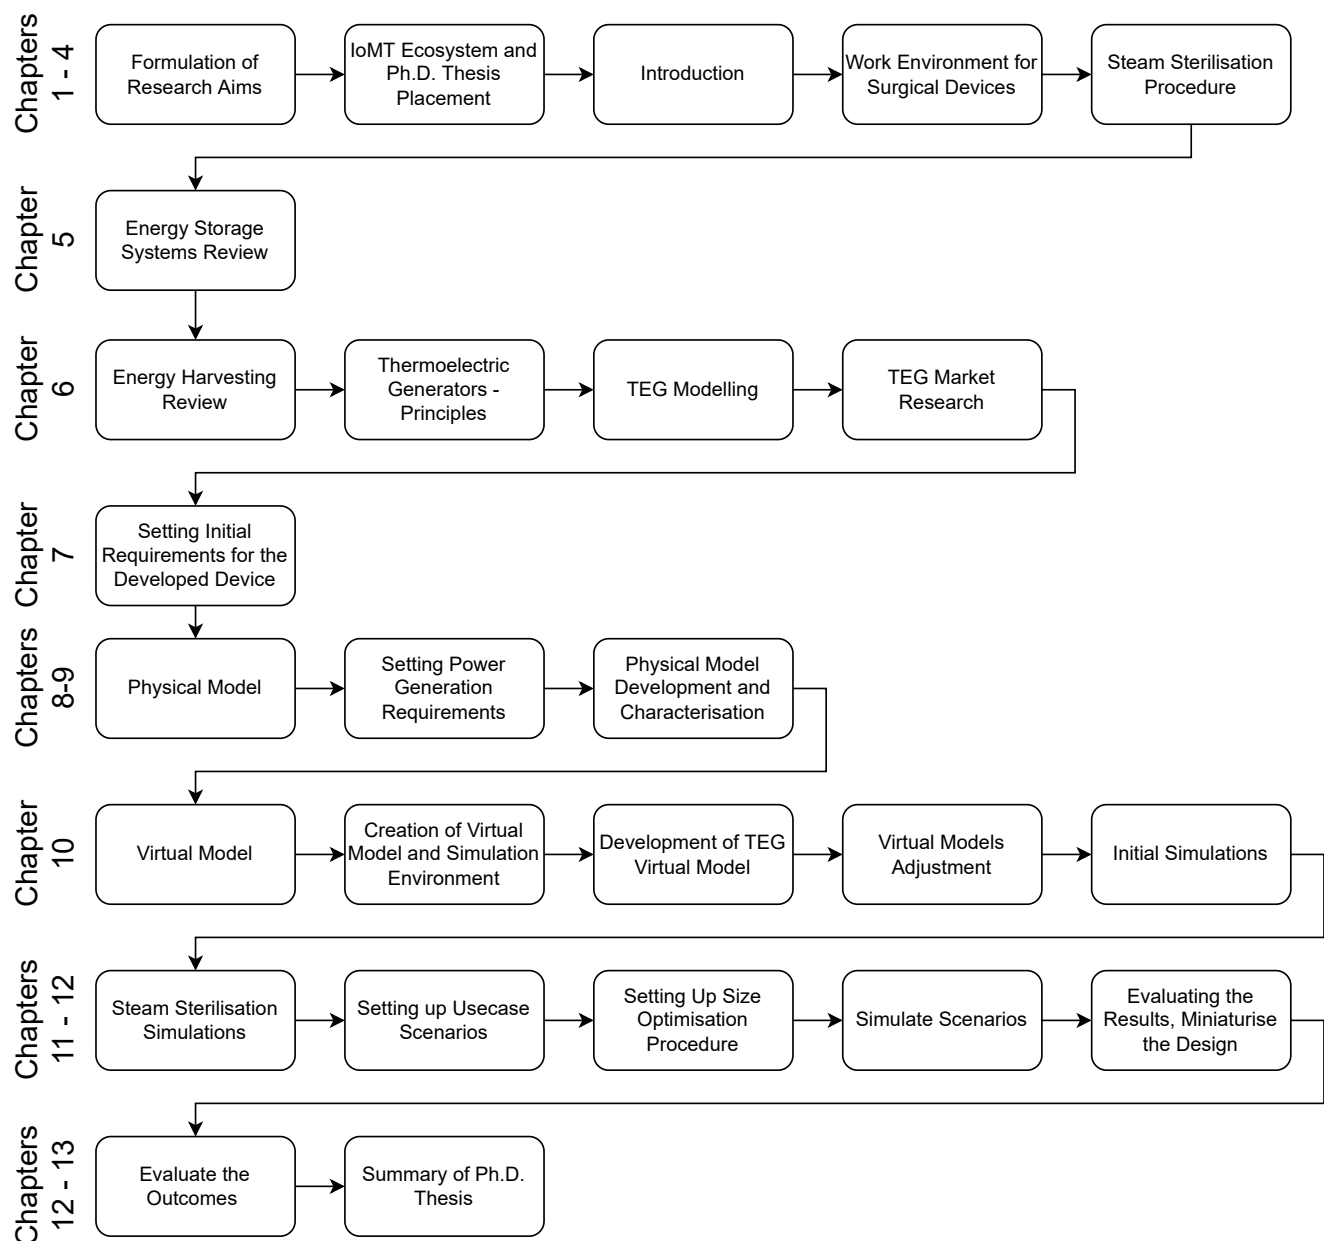 Chapters
1 - 4
Formulation of
Research Aims
IoMT Ecosystem and
Ph.D. Thesis
Placement
Introduction
Work Environment for
Surgical Devices
Steam Sterilisation
Procedure
Chapter
5
Energy Storage
Systems Review
Chapter
6
Energy Harvesting
Review
Thermoelectric
Generators -
Principles
TEG Modelling
TEG Market
Research
Chapter
7
Setting Initial
Requirements for the
Developed Device
Chapters
8-9
Physical Model
Setting Power
Generation
Requirements
Physical Model
Development and
Characterisation
Chapter
10
Virtual Model
Creation of Virtual
Model and Simulation
Environment
Development of TEG
Virtual Model
Virtual Models
Adjustment
Initial Simulations
Chapters
11 - 12
Steam Sterilisation
Simulations
Setting up Usecase
Scenarios
Setting Up Size
Optimisation
Procedure
Simulate Scenarios
Evaluating the
Results, Miniaturise
the Design
Chapters
12 - 13
Evaluate the
Outcomes
Summary of Ph.D.
Thesis